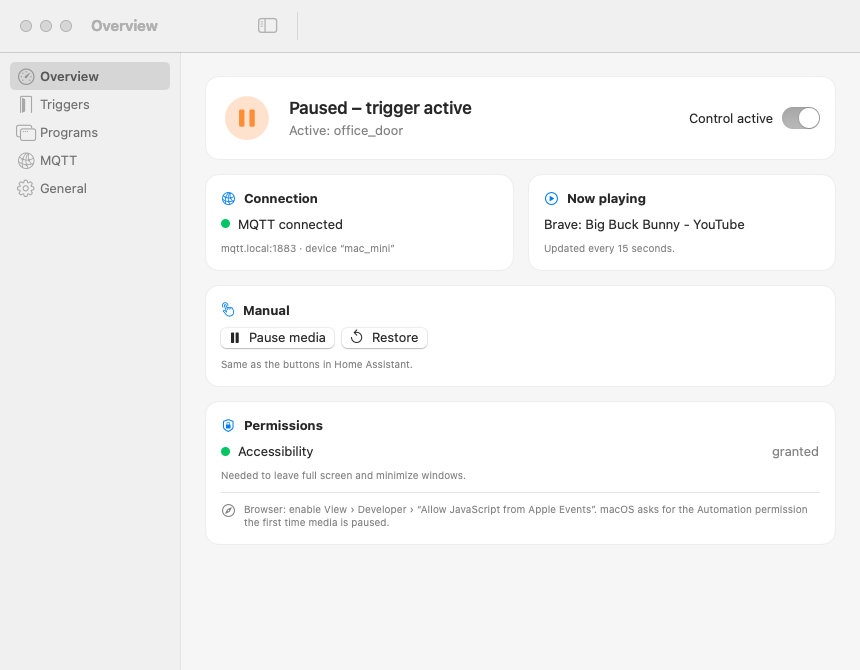 Overview
Overview
Triggers
Programs
MQTT
General
Paused – trigger active
Active: office_door
Control active
Connection
MQTT connected
mqtt.local:1883 · device “mac_mini”
Now playing
Brave: Big Buck Bunny - YouTube
Updated every 15 seconds.
Manual
Pause media
Restore
Same as the buttons in Home Assistant.
Permissions
Accessibility
granted
Needed to leave full screen and minimize windows.
Browser: enable View › Developer › “Allow JavaScript from Apple Events”. macOS asks for the Automation permission
the first time media is paused.